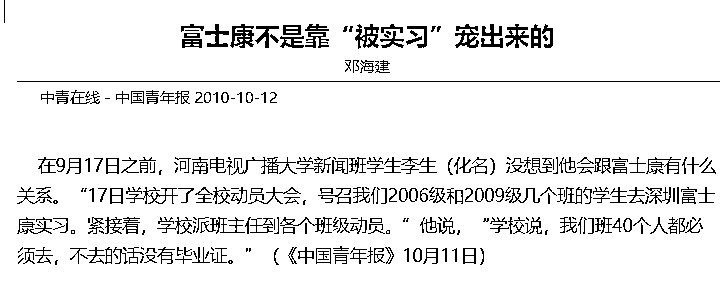 富士康不是靠“被实习”宠出来的
邓海建
中青在线 - 中国青年报 2010-10-12
在9月17日之前，河南电视广播大学新闻班学生李生（化名）没想到他会跟富士康有什么
关系。“17日学校开了全校动员大会，号召我们2006级和2009级几个班的学生去深圳富士
康实习。紧接着，学校派班主任到各个班级动员。“他说，“学校说，我们班40个人都必
须去，不去的话没有毕业证。”（《中国青年报》10月11日）